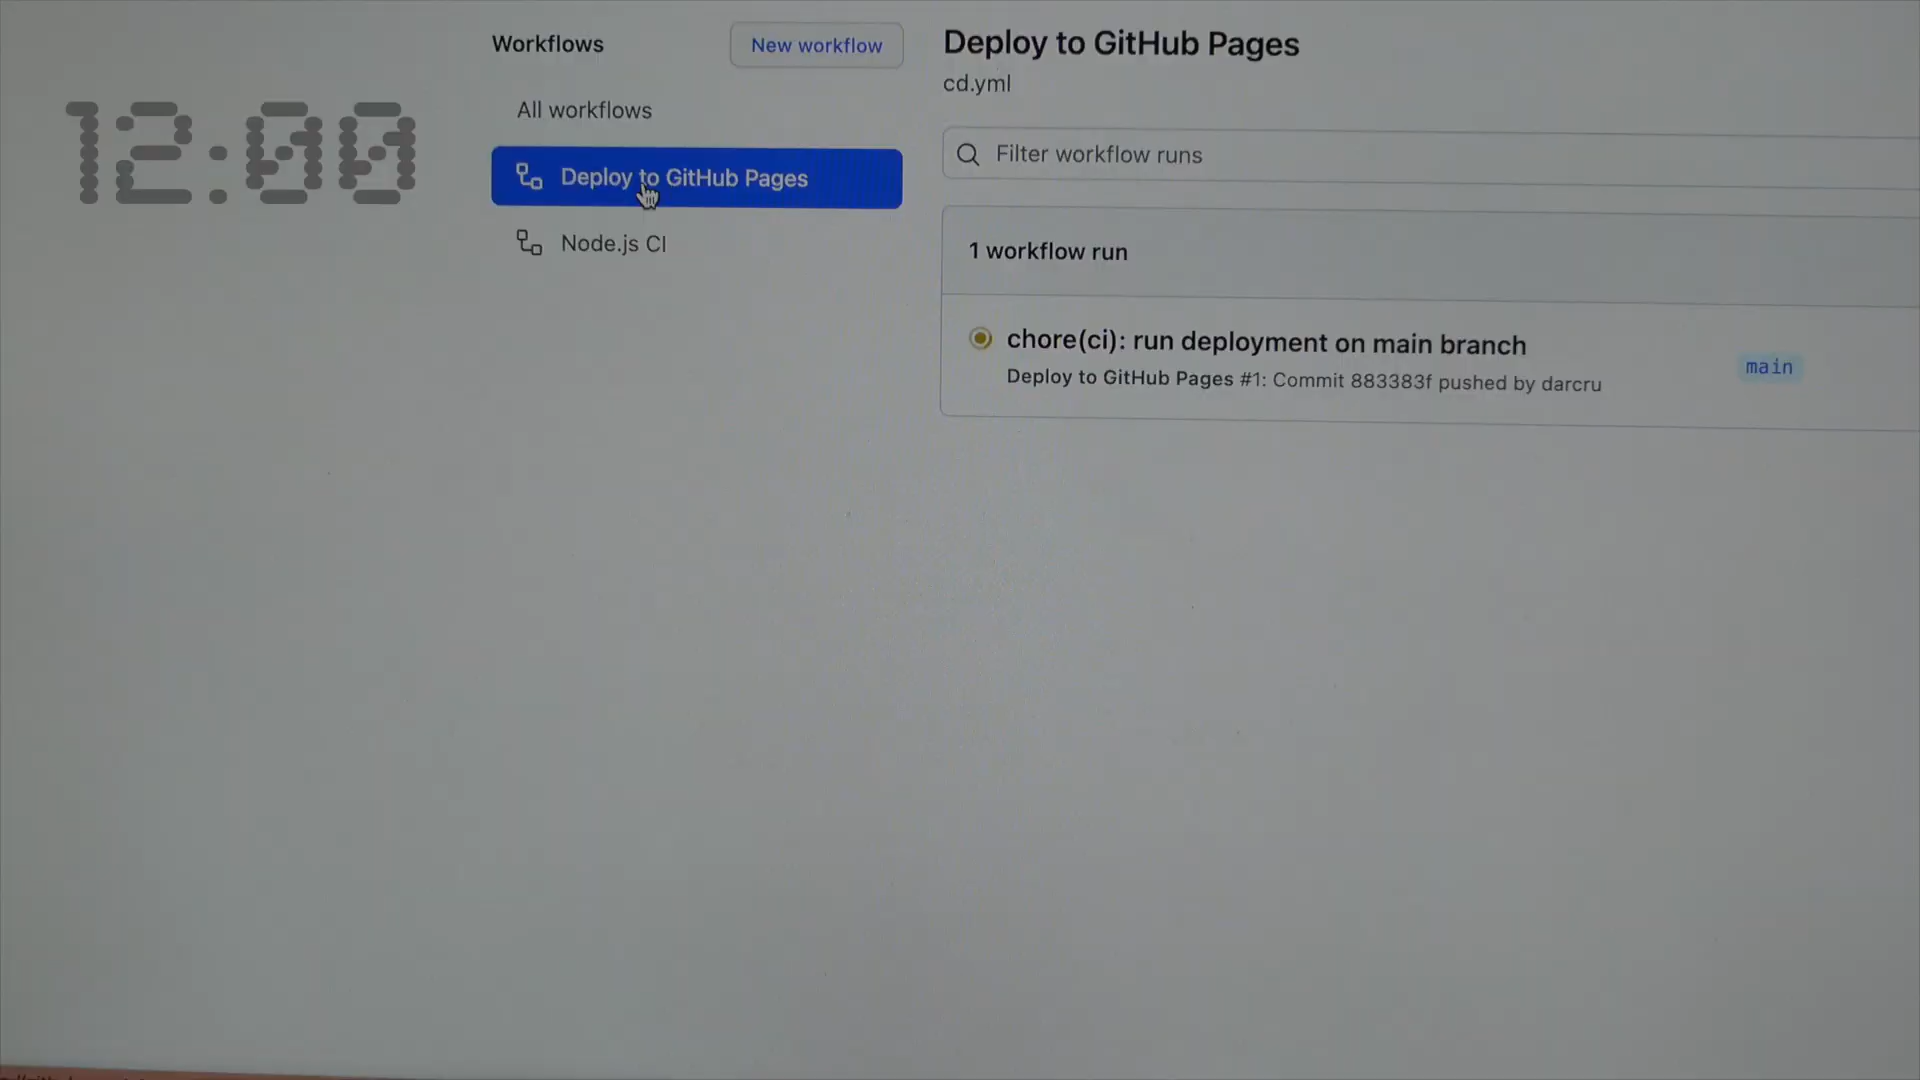 12:00
Workflows
New workflow
All workflows
Deploy to GitHub Pages
Node.js CI
Deploy to GitHub Pages
cd.yml
Filter workflow runs
1 workflow run
chore(ci): run deployment on main branch
Deploy to GitHub Pages #1: Commit 883383f pushed by darcru
main